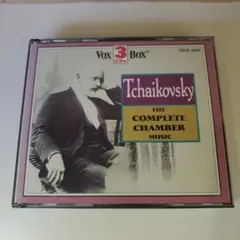 VOX 3 BOX
Tchaikovsky
THE
COMPLETE
CHAMBER
MUSIC